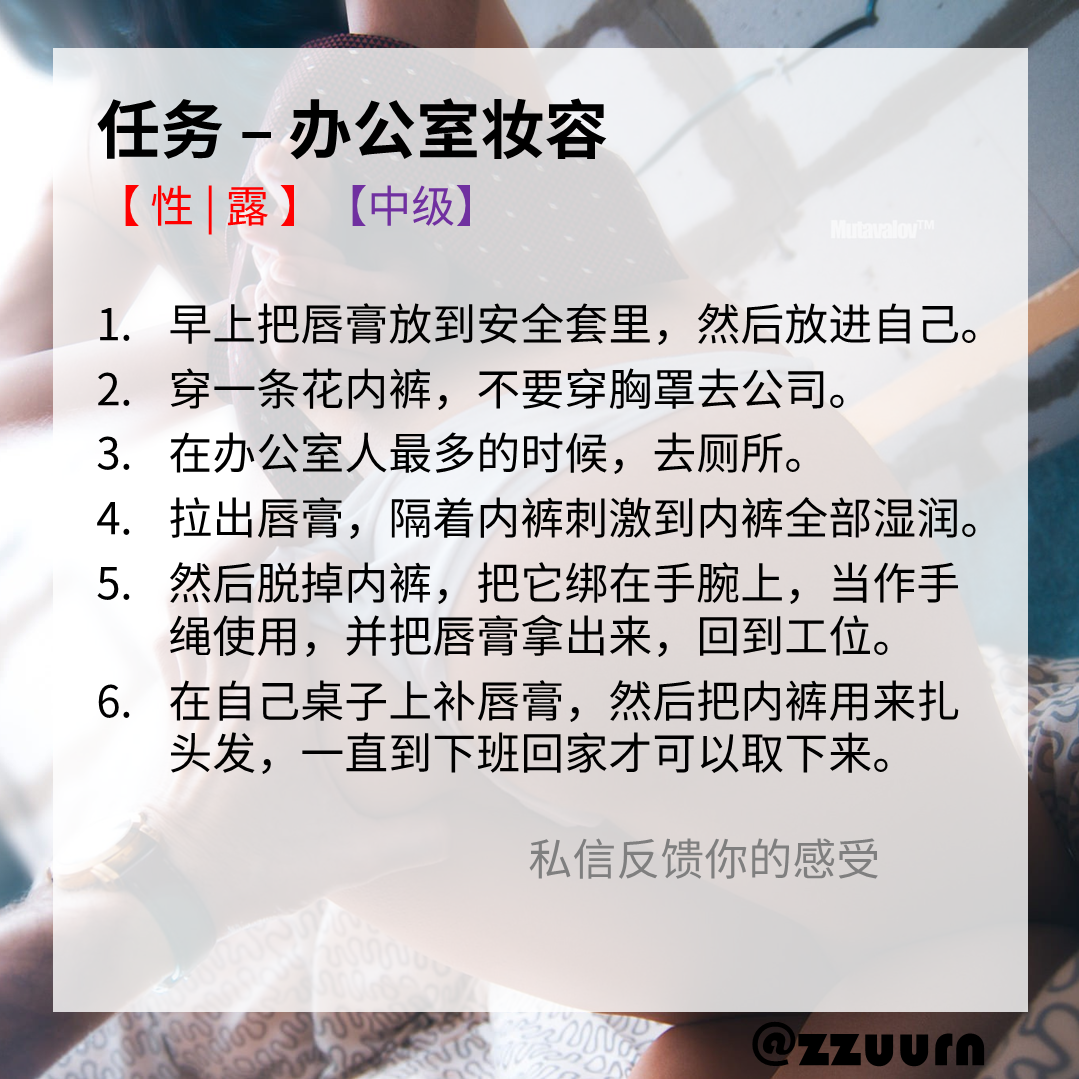 任务 – 办公室妆容
【 性 | 露 】 【中级】
Mutavalov™
1. 早上把唇膏放到安全套里，然后放进自己。
2. 穿一条花内裤，不要穿胸罩去公司。
3. 在办公室人最多的时候，去厕所。
4. 拉出唇膏，隔着内裤刺激到内裤全部湿润。
5. 然后脱掉内裤，把它绑在手腕上，当作手
绳使用，并把唇膏拿出来，回到工位。
6. 在自己桌子上补唇膏，然后把内裤用来扎
头发，一直到下班回家才可以取下来。
私信反馈你的感受
@zzuurn